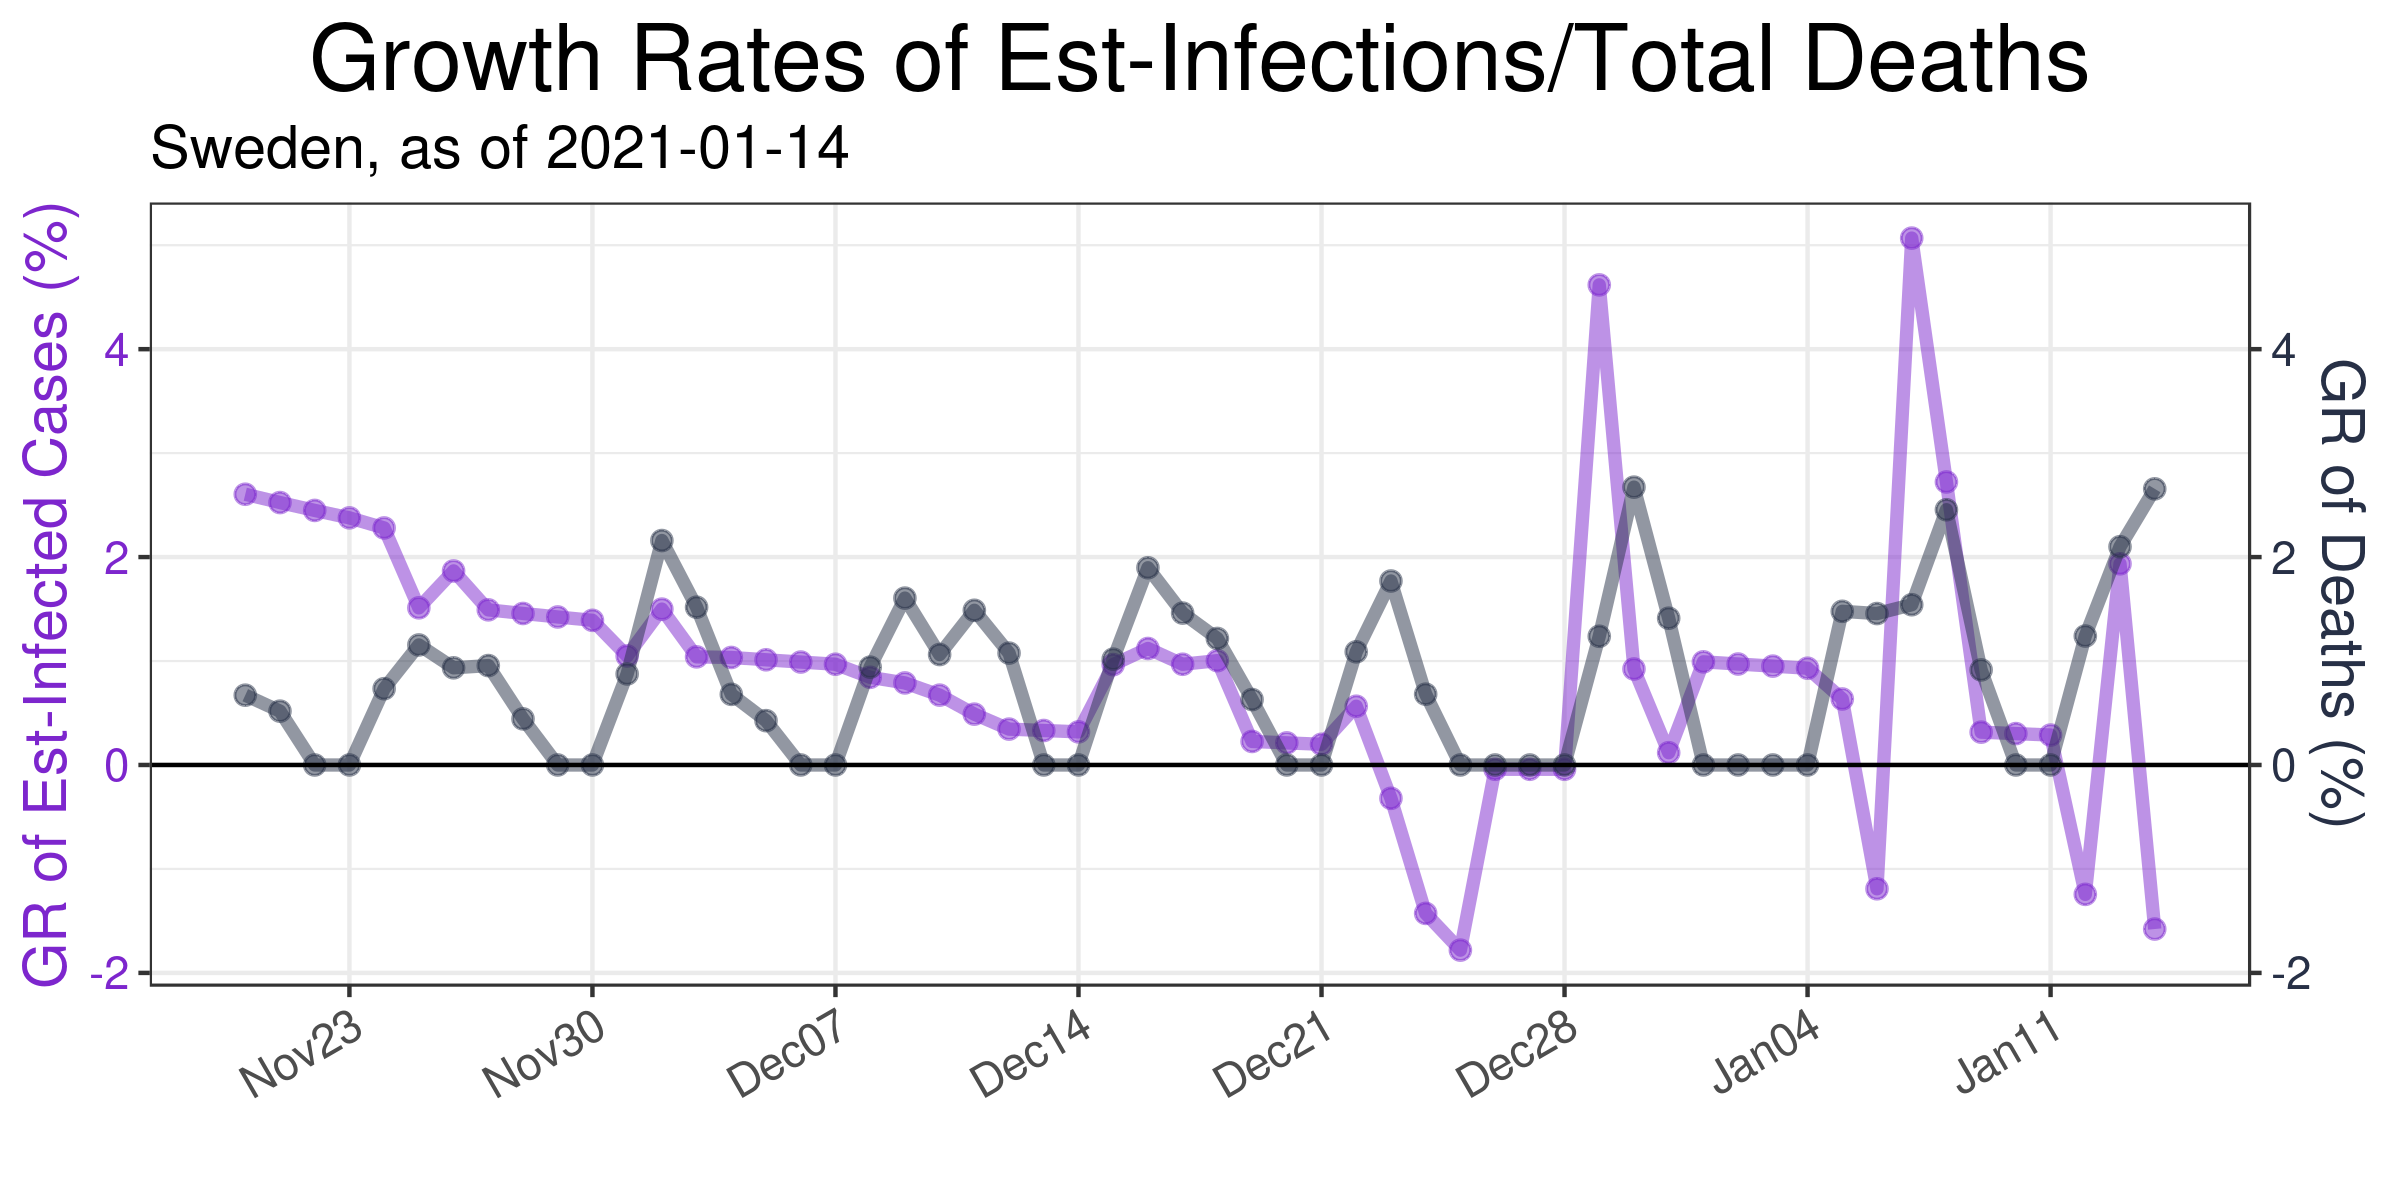 Growth Rates of Est-Infections/Total Deaths
Sweden, as of 2021-01-14
GR of Est-Infected Cases (%)
4
2
0
-2
4
2
0
-2
GR of Deaths (%)
Nov23
Nov30
Dec07
Dec14
Dec21
Dec28
Jan04
Jan11